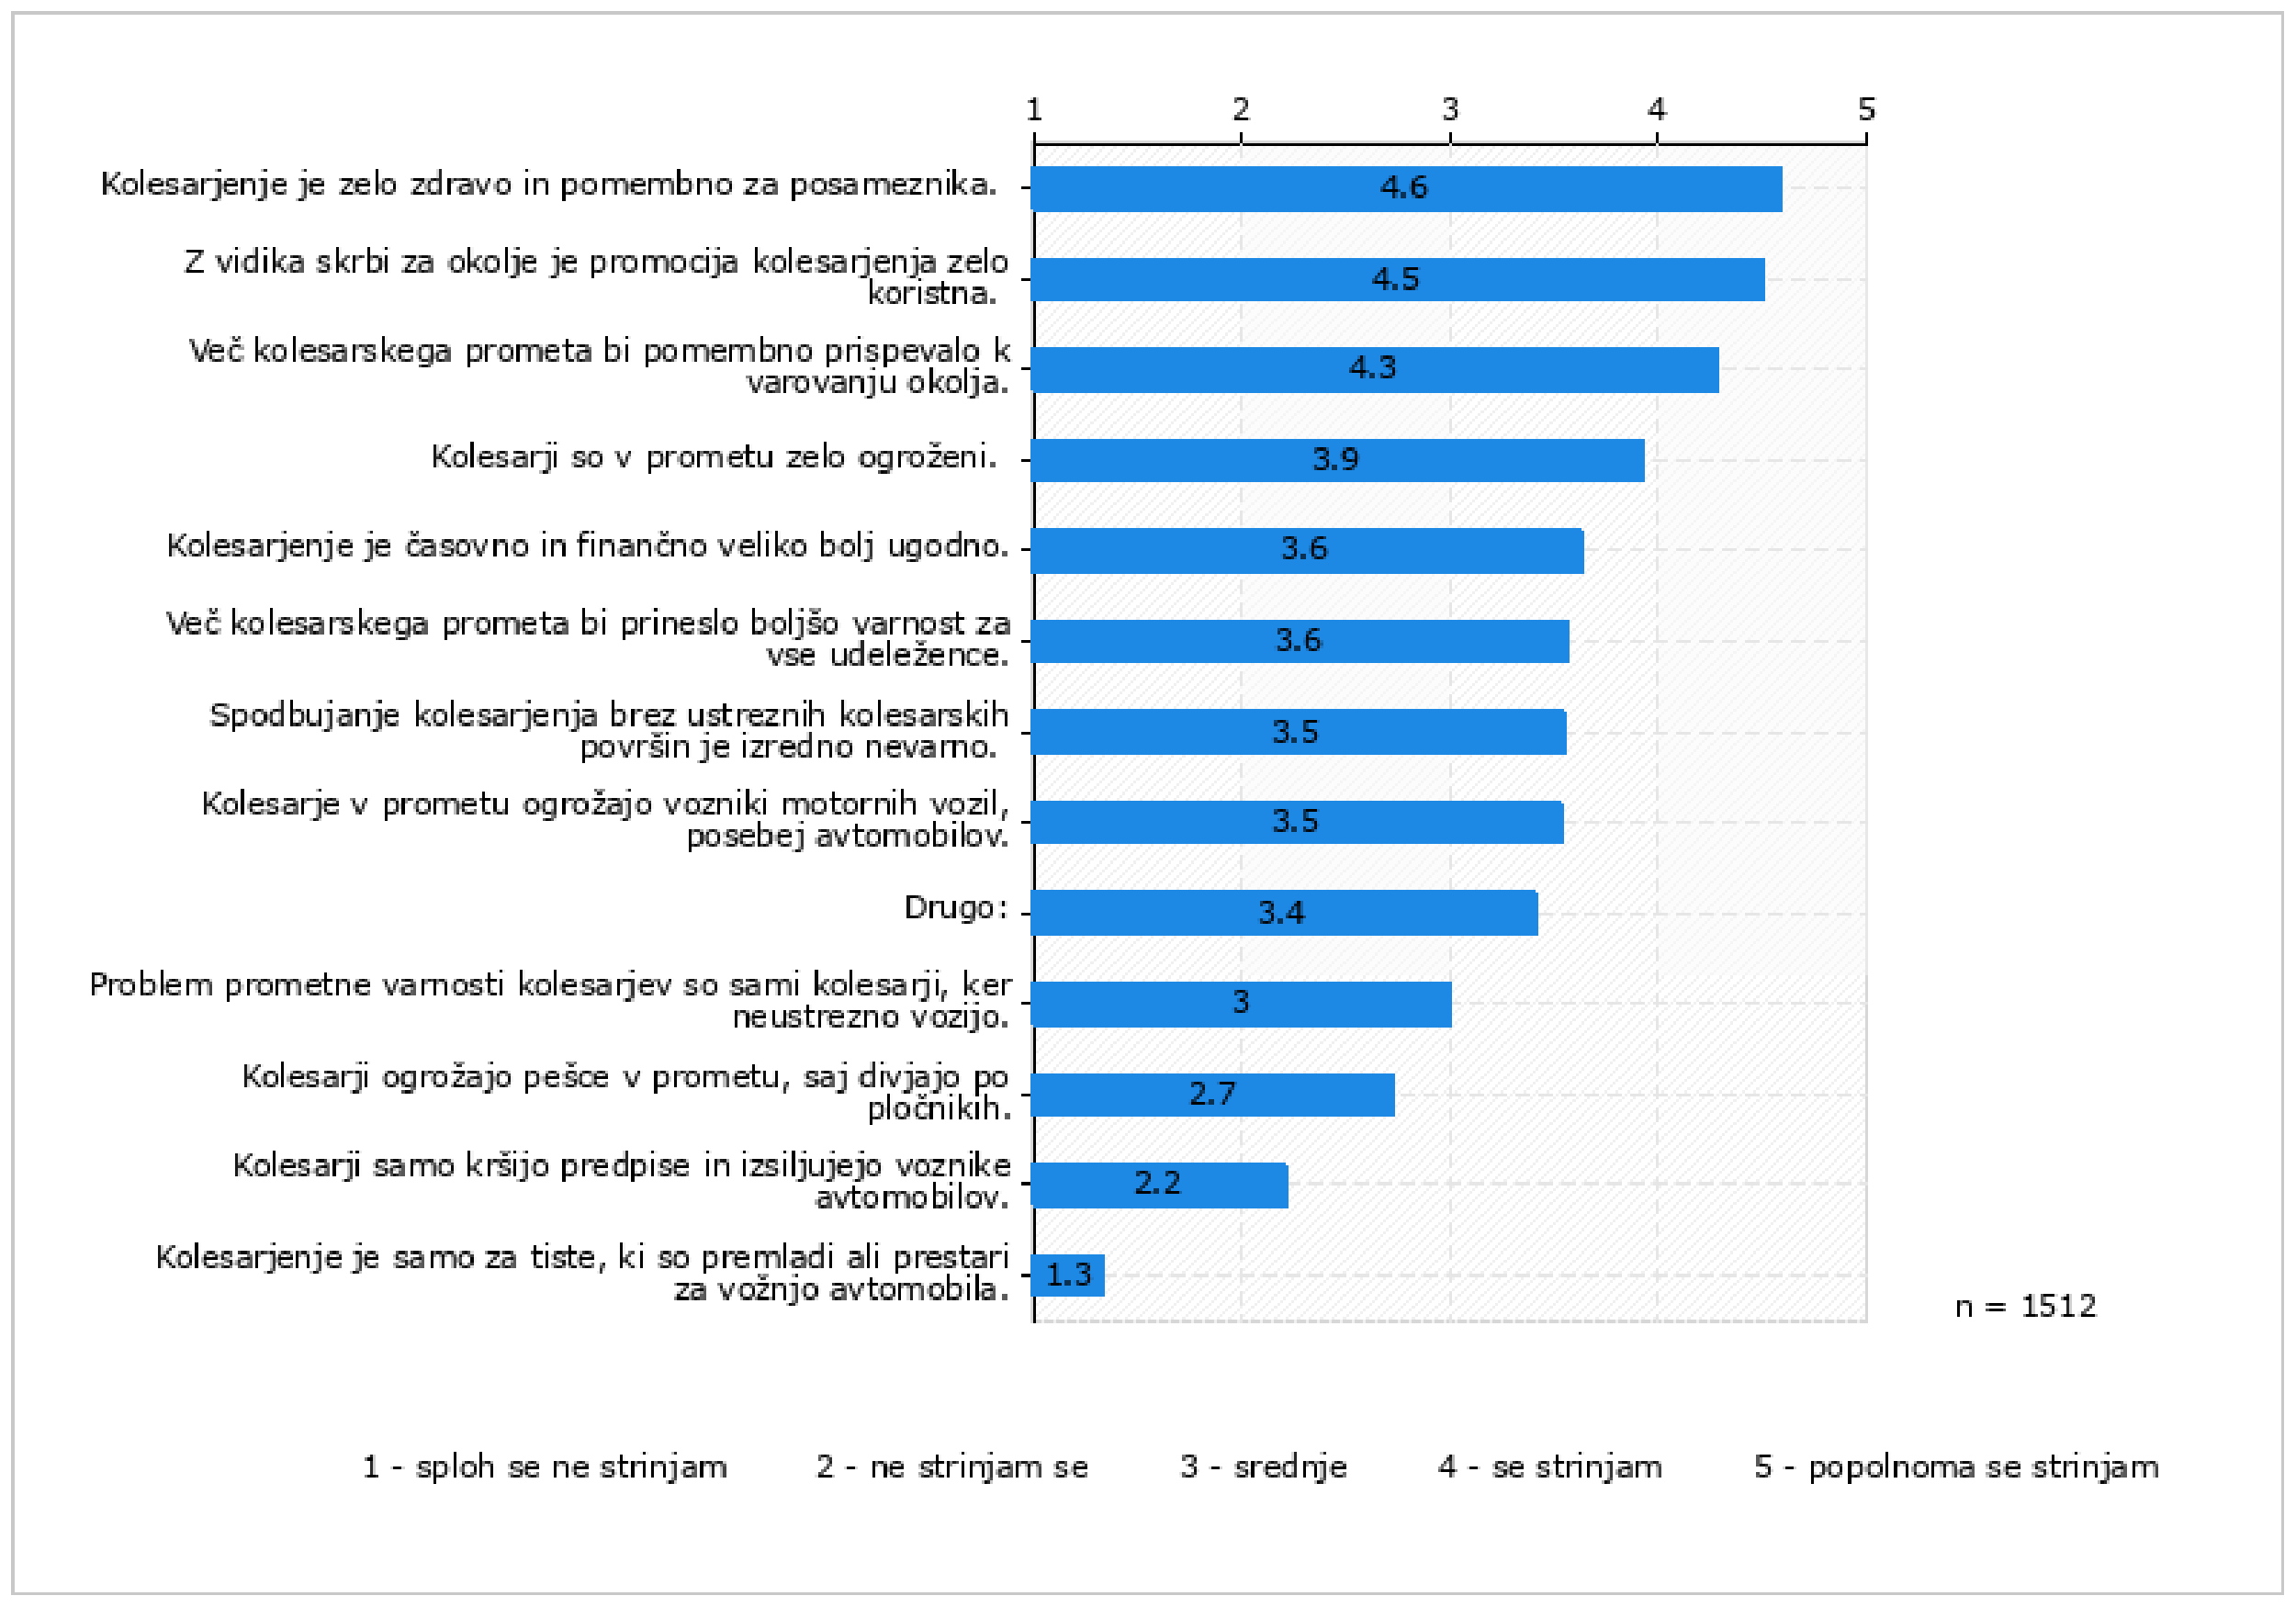 1 2 3 4 5
Kolesarjenje je zelo zdravo in pomembno za posameznika. 4.6
Z vidika skrbi za okolje je promocija kolesarjenja zelo
koristna. 4.5
Več kolesarskega prometa bi pomembno prispevalo k
varovanju okolja. 4.3
Kolesarji so v prometu zelo ogroženi. 3.9
Kolesarjenje je časovno in finančno veliko bolj ugodno. 3.6
Več kolesarskega prometa bi prineslo boljšo varnost za
vse udeležence. 3.6
Spodbujanje kolesarjenja brez ustreznih kolesarskih
površin je izredno nevarno. 3.5
Kolesarje v prometu ogrožajo vozniki motornih vozil,
posebej avtomobilov. 3.5
Drugo: 3.4
Problem prometne varnosti kolesarjev so sami kolesarji, ker
neustrezno vozijo. 3
Kolesarji ogrožajo pešce v prometu, saj divjajo po
pločnikih. 2.7
Kolesarji samo kršijo predpise in izsiljujejo voznike
avtomobilov. 2.2
Kolesarjenje je samo za tiste, ki so premladi ali prestari
za vožnjo avtomobila. 1.3
n = 1512
1 - sploh se ne strinjam 2 - ne strinjam se 3 - srednje 4 - se strinjam 5 - popolnoma se strinjam